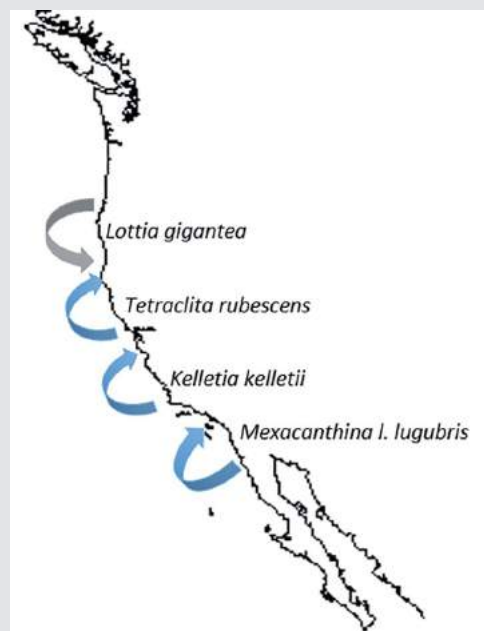 Lottia gigantea
Tetraclita rubescens
Kelletia kelletii
Mexacanthina l. lugubris